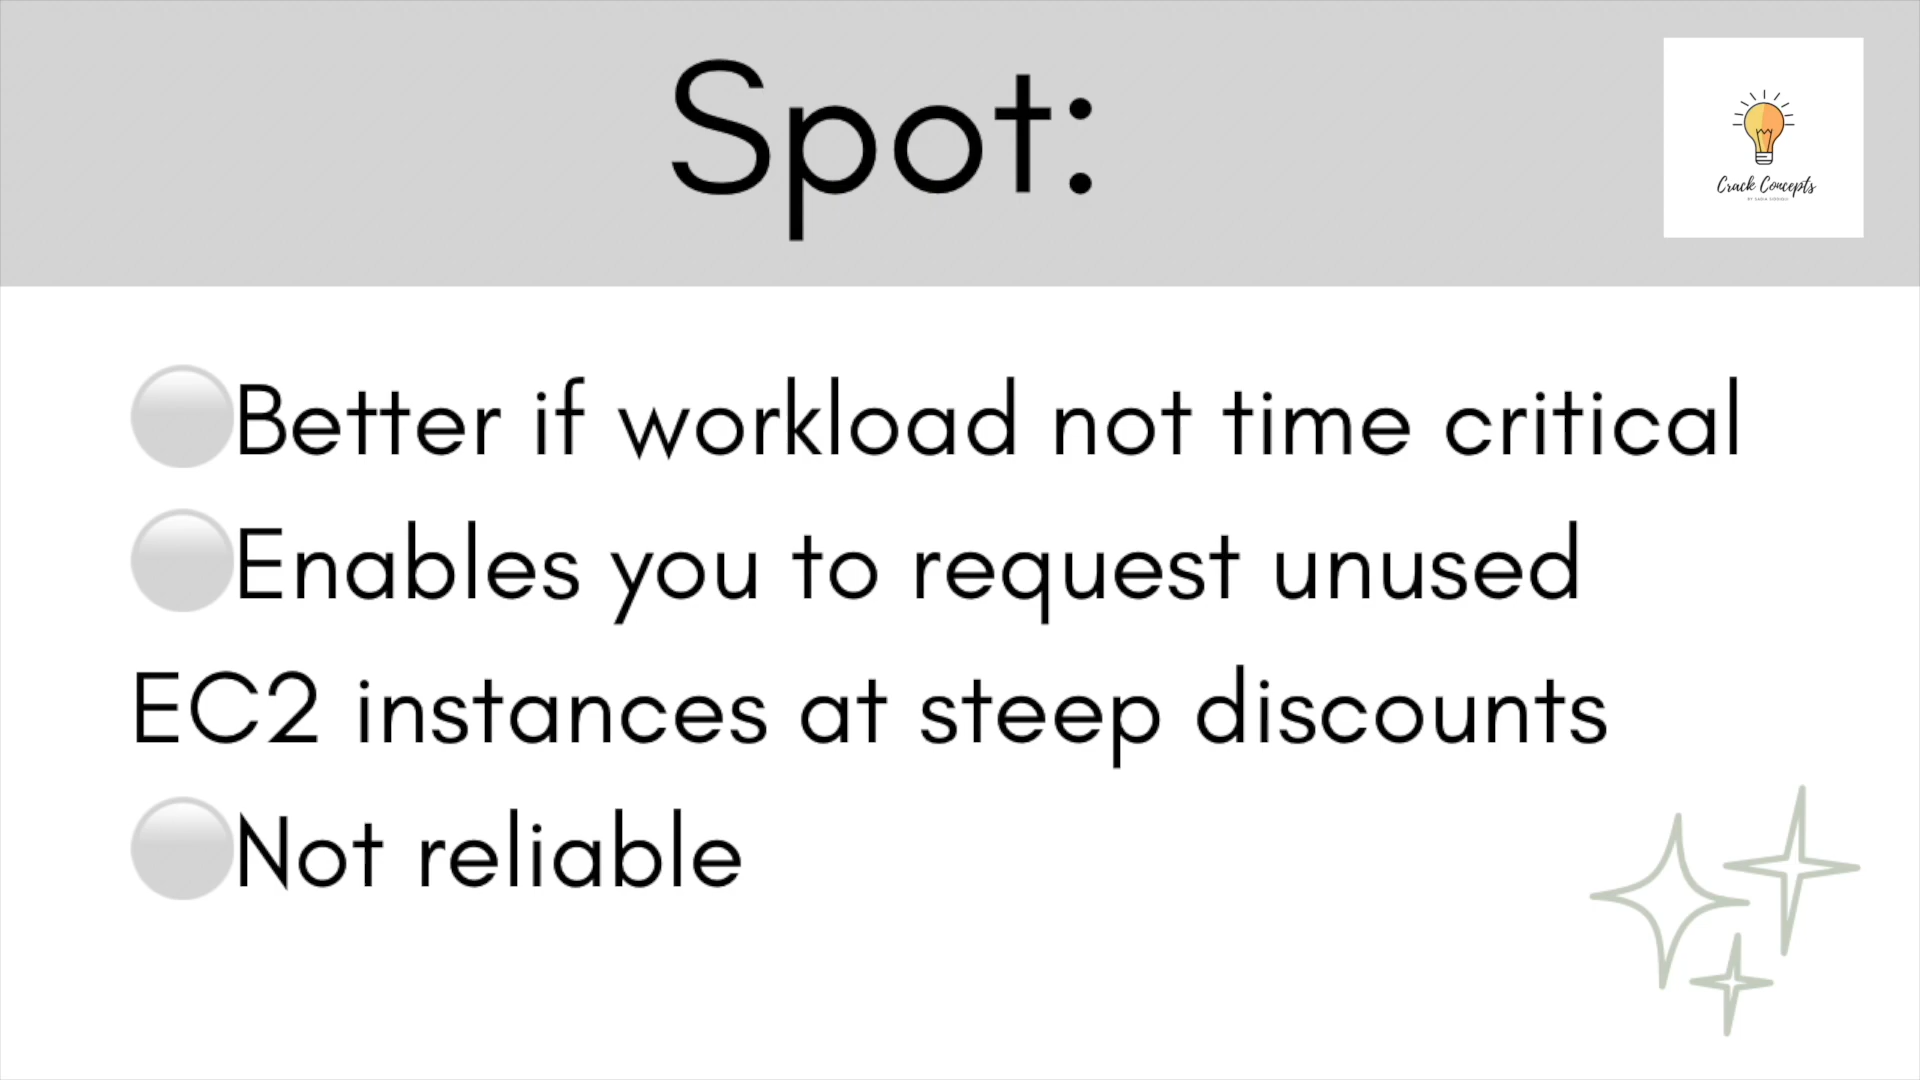 Spot:
Crack Concepts
⚪Better if workload not time critical
⚪Enables you to request unused
EC2 instances at steep discounts
⚪Not reliable